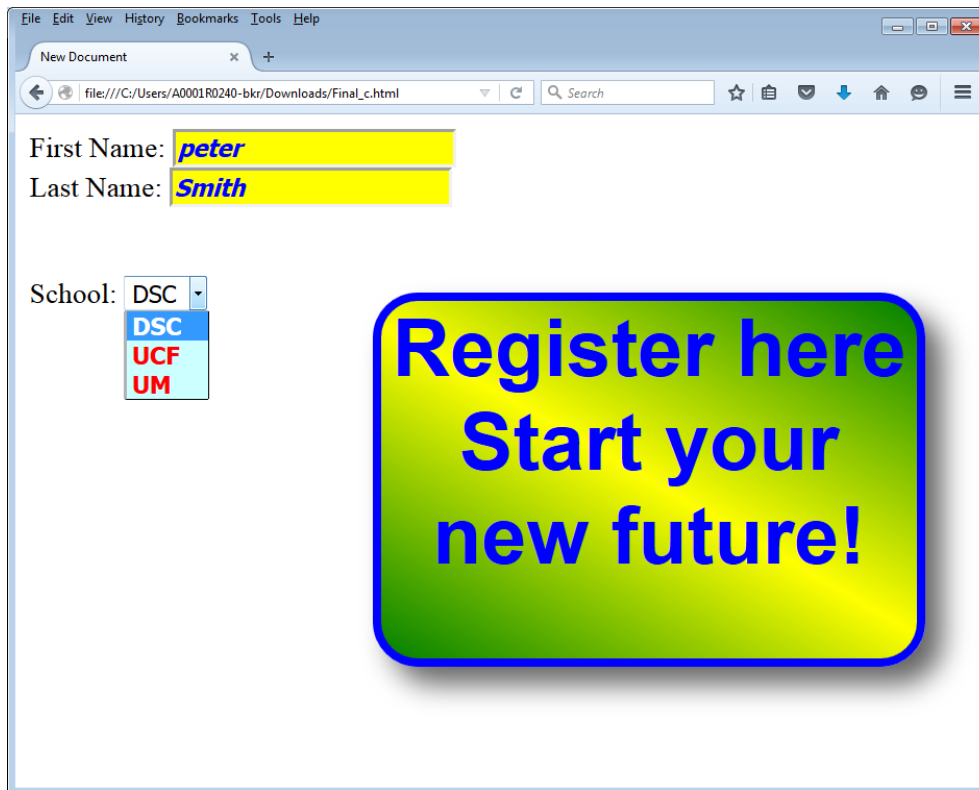 File Edit View History Bookmarks Tools Help
New Document
file:///C:/Users/A0001R0240-bkr/Downloads/Final_c.html
Search
First Name: peter
Last Name: Smith
School: DSC
DSC
UCF
UM
Register here
Start your
new future!